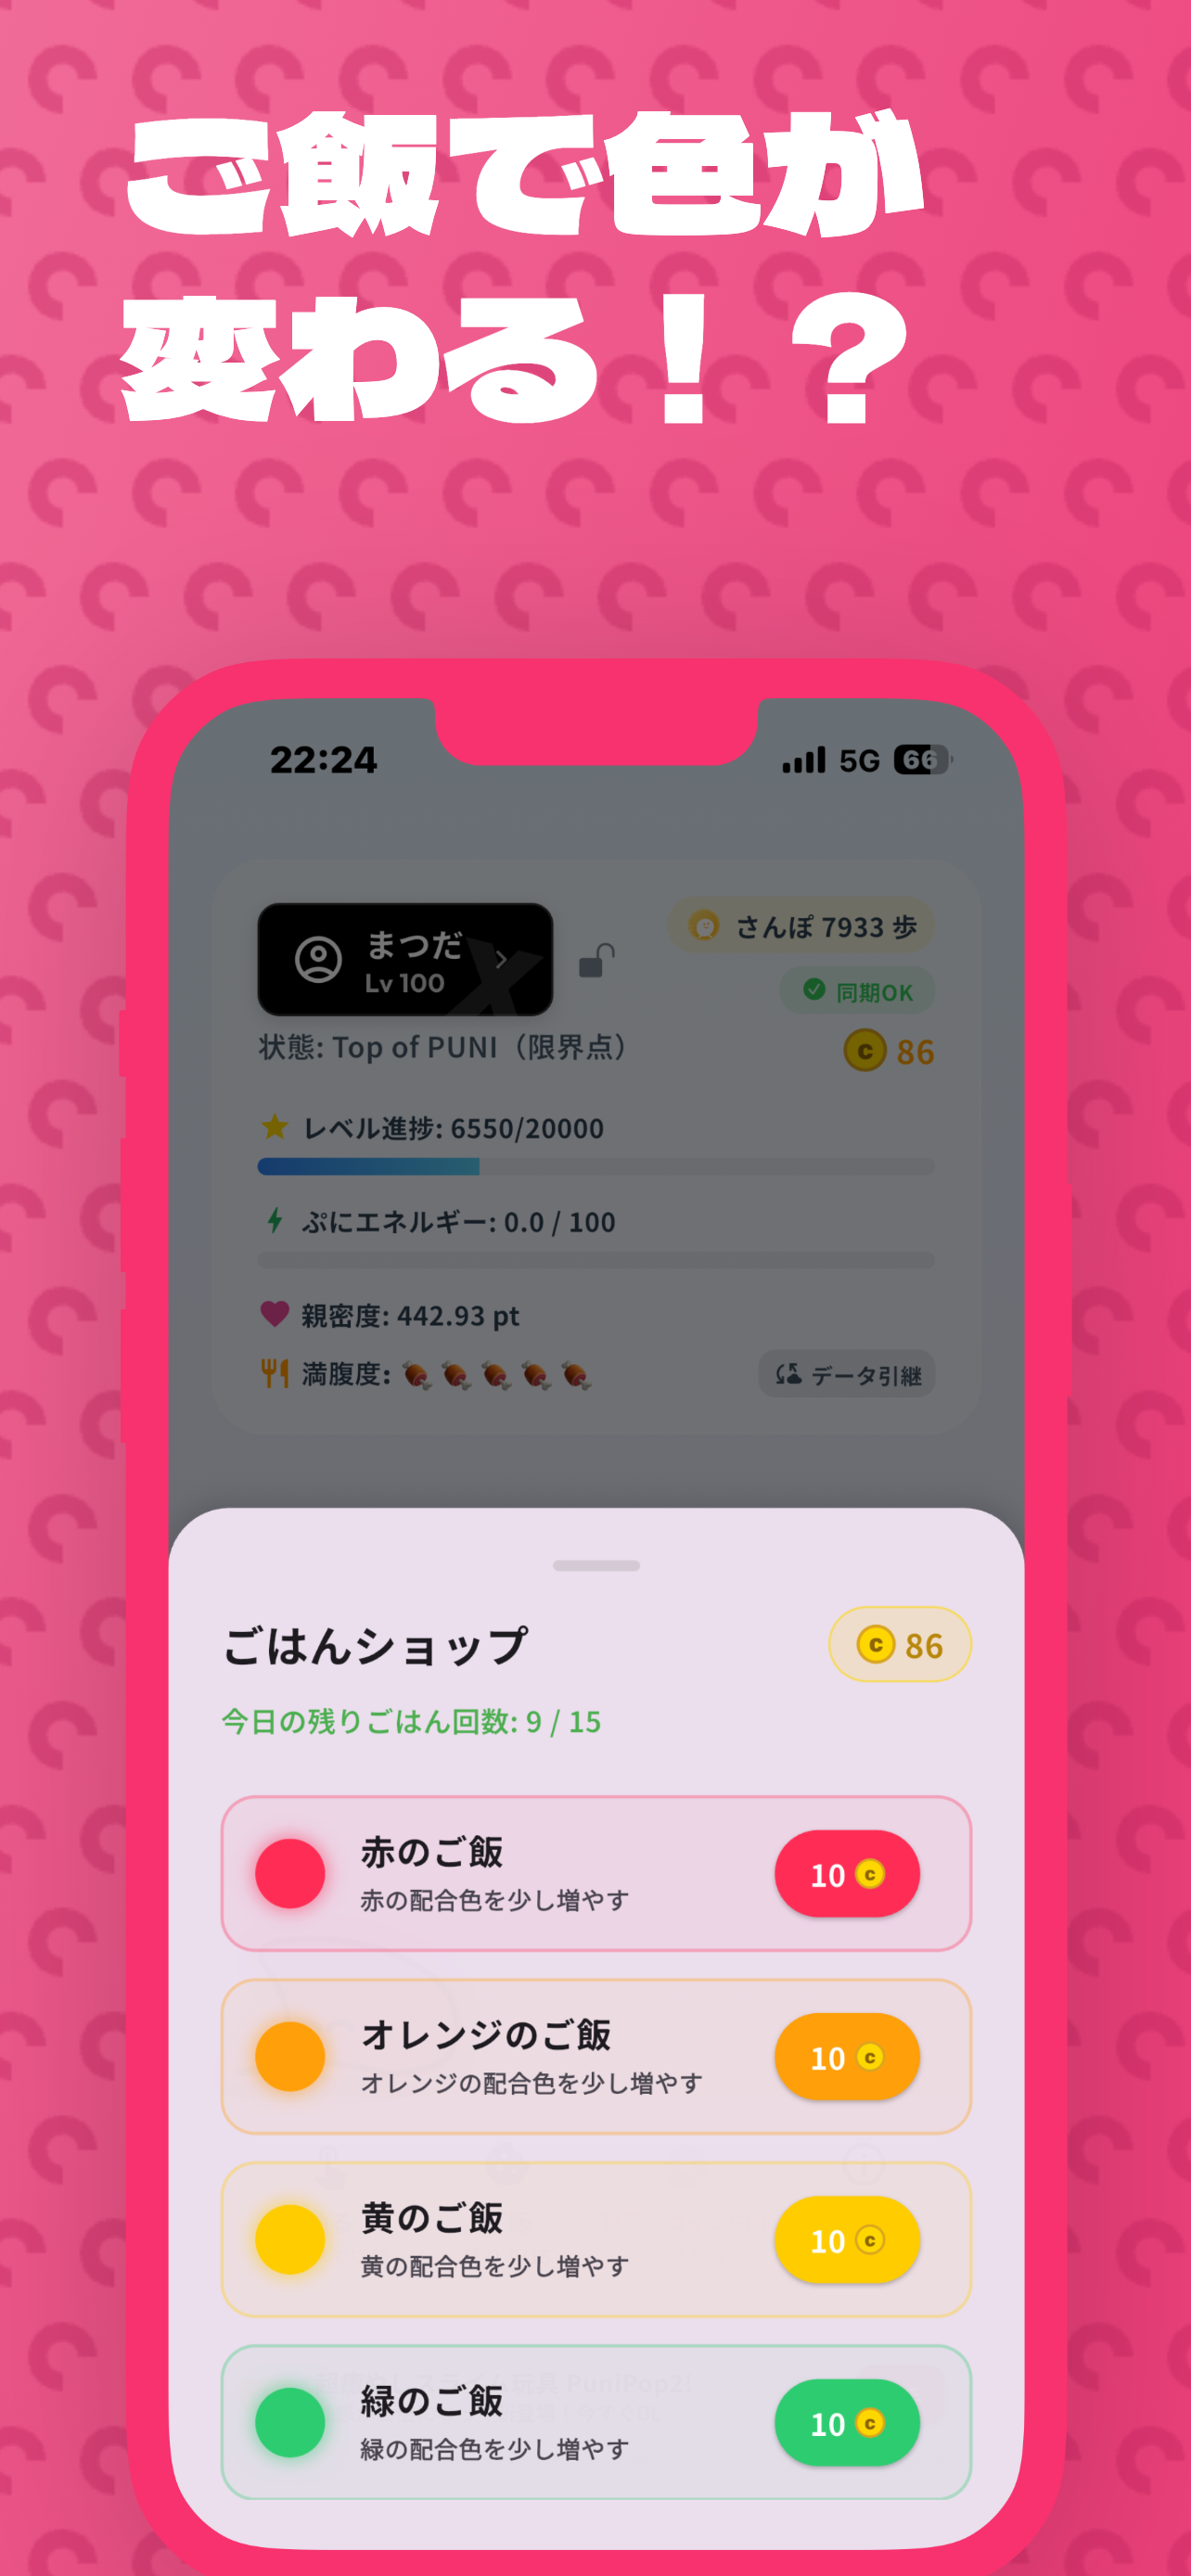 ご飯で色が
変わる！？
22:24
5G 66
まつだ
Lv 100
さんぽ 7933 歩
同期OK
状態: Top of PUNI（限界点）
c 86
レベル進捗: 6550/20000
ぷにエネルギー: 0.0 / 100
親密度: 442.93 pt
満腹度:
データ引継
ごはんショップ
c 86
今日の残りごはん回数: 9 / 15
赤のご飯
赤の配合色を少し増やす
10 c
オレンジのご飯
オレンジの配合色を少し増やす
10 c
黄のご飯
黄の配合色を少し増やす
10 c
緑のご飯
緑の配合色を少し増やす
10 c